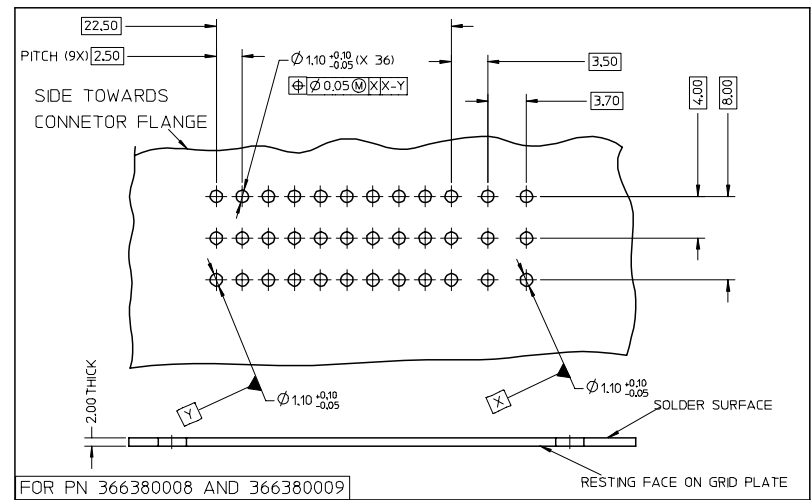 22.50
PITCH (9X) 2.50
Ø 1.10 +0.10 -0.05 (X 36)
⌖ Ø 0.05 Ⓜ X X-Y
3.50
3.70
4.00
8.00
SIDE TOWARDS
CONNETOR FLANGE
2.00 THICK
Y
Ø 1.10 +0.10 -0.05
X
Ø 1.10 +0.10 -0.05
SOLDER SURFACE
RESTING FACE ON GRID PLATE
FOR PN 366380008 AND 366380009